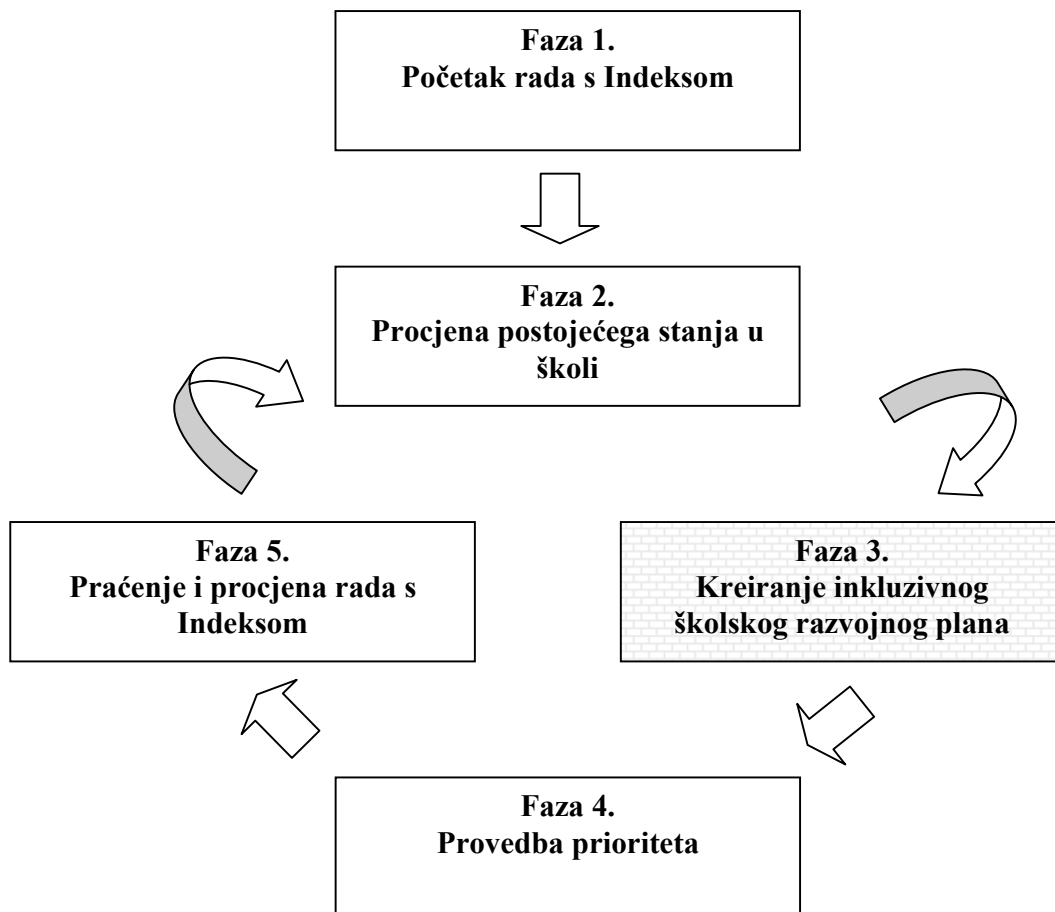 Faza 1.
Početak rada s Indeksom
Faza 2.
Procjena postojećega stanja u
školi
Faza 5.
Praćenje i procjena rada s
Indeksom
Faza 3.
Kreiranje inkluzivnog
školskog razvojnog plana
Faza 4.
Provedba prioriteta